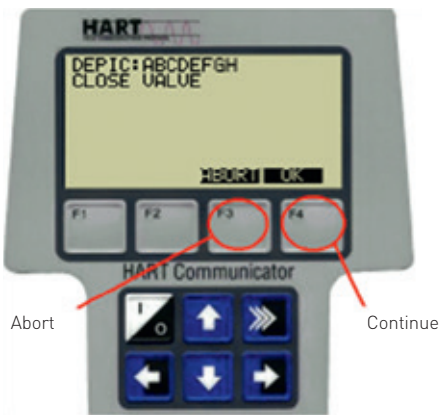 HART
DEPIC:ABCDEFGH
CLOSE VALVE
ABORT OK
F1 F2 F3 F4
HART Communicator
I
O
Abort Continue